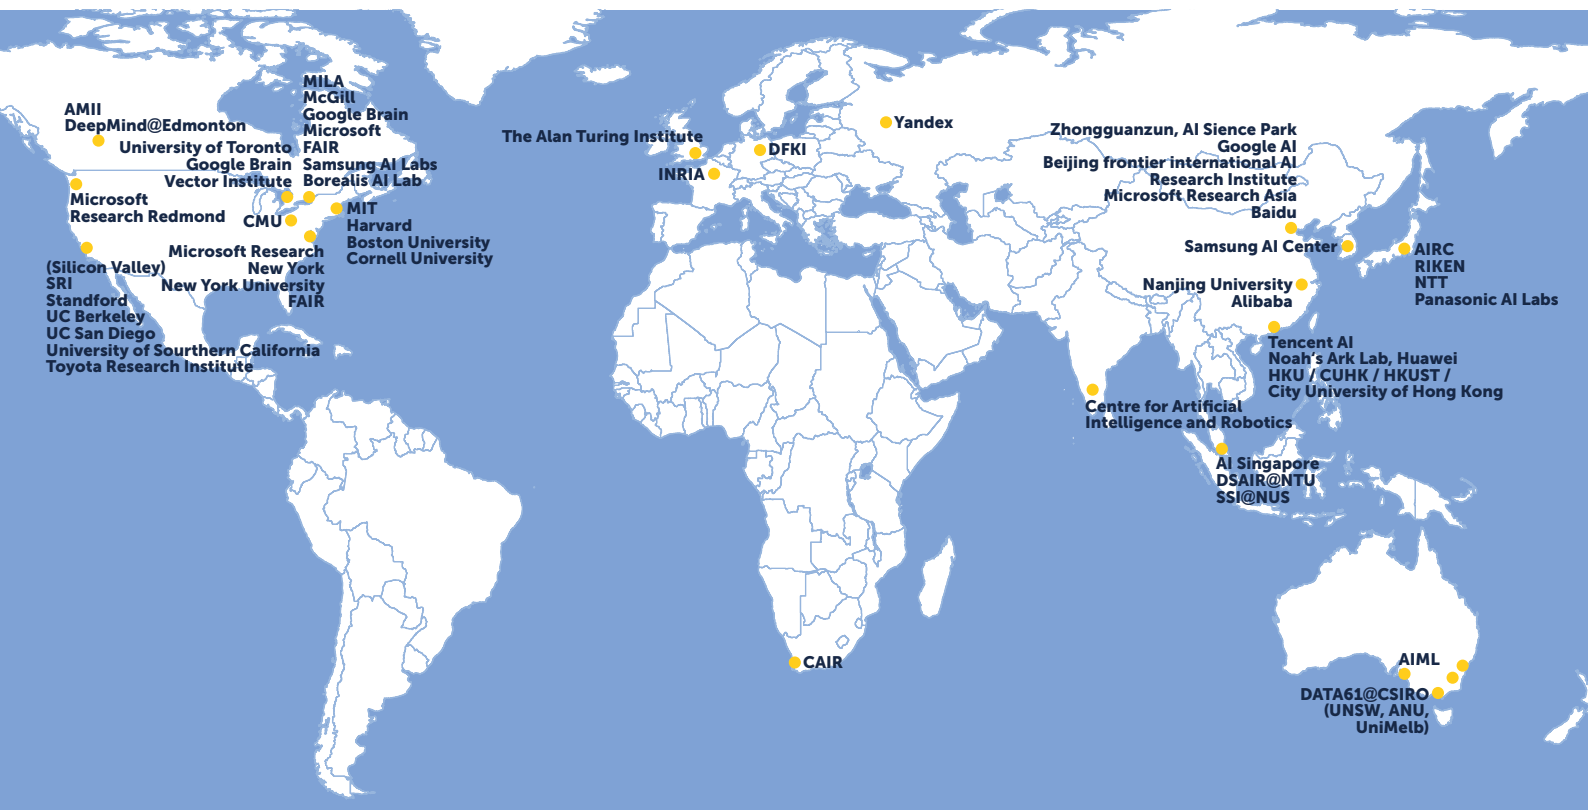 AMII
DeepMind@Edmonton
MILA
McGill
Google Brain
Microsoft
FAIR
Samsung AI Labs
Borealis AI Lab
University of Toronto
Google Brain
Vector Institute
Microsoft
Research Redmond
CMU
MIT
Harvard
Boston University
Cornell University
Microsoft Research
New York
New York University
FAIR
(Silicon Valley)
SRI
Standford
UC Berkeley
UC San Diego
University of Sourthern California
Toyota Research Institute
The Alan Turing Institute
INRIA
DFKI
Yandex
CAIR
Zhongguanzun, AI Sience Park
Google AI
Beijing frontier international AI
Research Institute
Microsoft Research Asia
Baidu
Samsung AI Center
AIRC
RIKEN
NTT
Panasonic AI Labs
Nanjing University
Alibaba
Tencent AI
Noah's Ark Lab, Huawei
HKU / CUHK / HKUST /
City University of Hong Kong
Centre for Artificial
Intelligence and Robotics
AI Singapore
DSAIR@NTU
SSI@NUS
AIML
DATA61@CSIRO
(UNSW, ANU,
UniMelb)